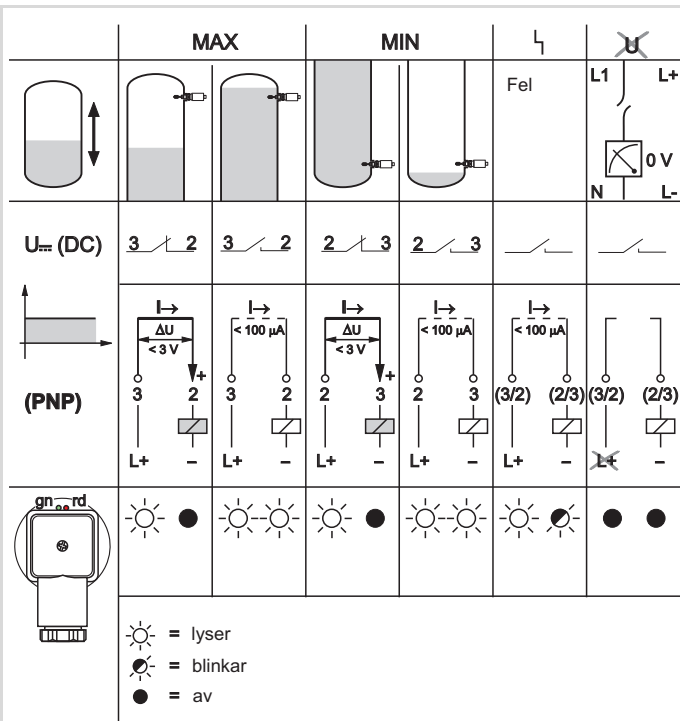 MAX MIN U
Fel
L1 L+
0 V
N L-
U (DC) 3 2 3 2 2 3 2 3
I→ I→ I→ I→ I→
ΔU < 100 µA ΔU < 100 µA < 100 µA
< 3 V < 3 V
+ +
3 2 3 2 2 3 2 3 (3/2) (2/3) (3/2) (2/3)
(PNP)
L+ – L+ – L+ – L+ – L+ – L+ –
gn rd
= lyser
= blinkar
= av